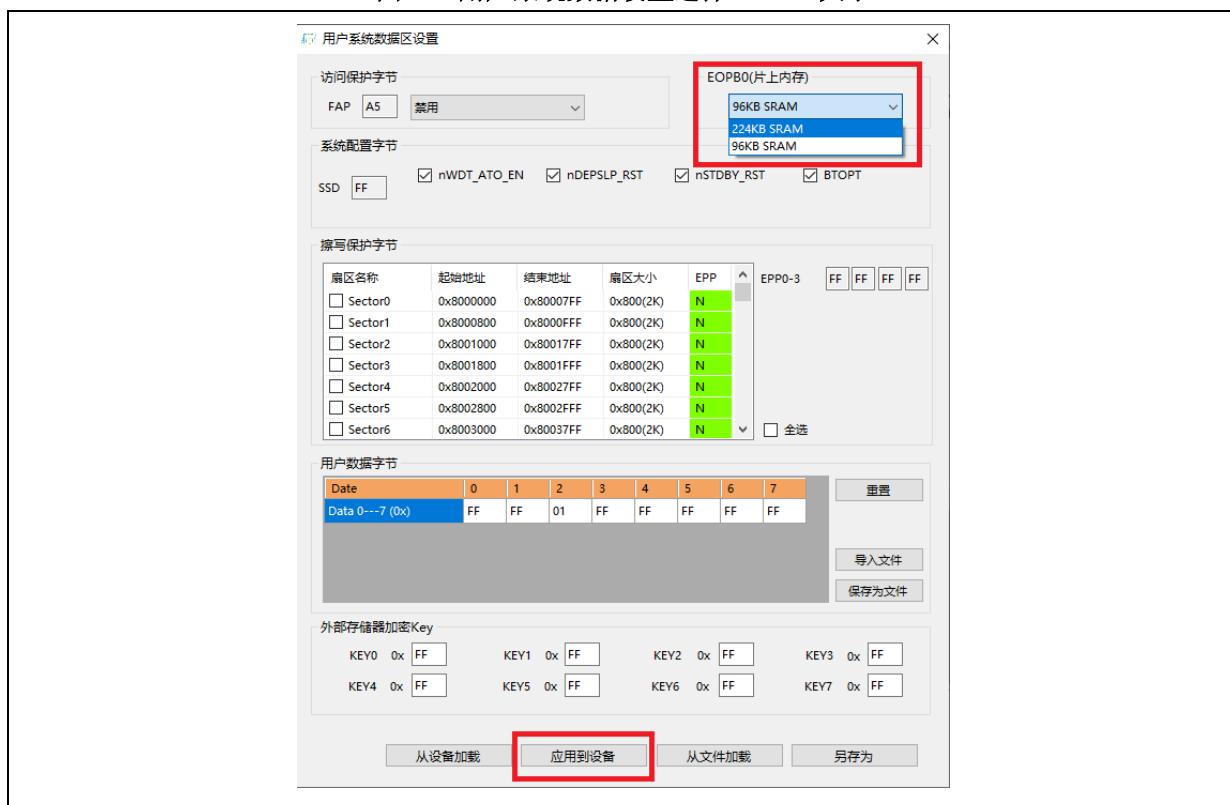 用户系统数据区设置
访问保护字节
FAP A5 禁用
EOPB0(片上内存)
96KB SRAM
224KB SRAM
96KB SRAM
系统配置字节
SSD FF nWDT_ATO_EN nDEPSLP_RST nSTDBY_RST BTOPT
擦写保护字节
扇区名称 起始地址 结束地址 扇区大小 EPP EPP0-3 FF FF FF FF
Sector0 0x8000000 0x80007FF 0x800(2K) N
Sector1 0x8000800 0x8000FFF 0x800(2K) N
Sector2 0x8001000 0x80017FF 0x800(2K) N
Sector3 0x8001800 0x8001FFF 0x800(2K) N
Sector4 0x8002000 0x80027FF 0x800(2K) N
Sector5 0x8002800 0x8002FFF 0x800(2K) N
Sector6 0x8003000 0x80037FF 0x800(2K) N 全选
用户数据字节
Date 0 1 2 3 4 5 6 7 重置
Data 0---7 (0x) FF FF 01 FF FF FF FF FF
导入文件
保存为文件
外部存储器加密Key
KEY0 0x FF KEY1 0x FF KEY2 0x FF KEY3 0x FF
KEY4 0x FF KEY5 0x FF KEY6 0x FF KEY7 0x FF
从设备加载 应用到设备 从文件加载 另存为